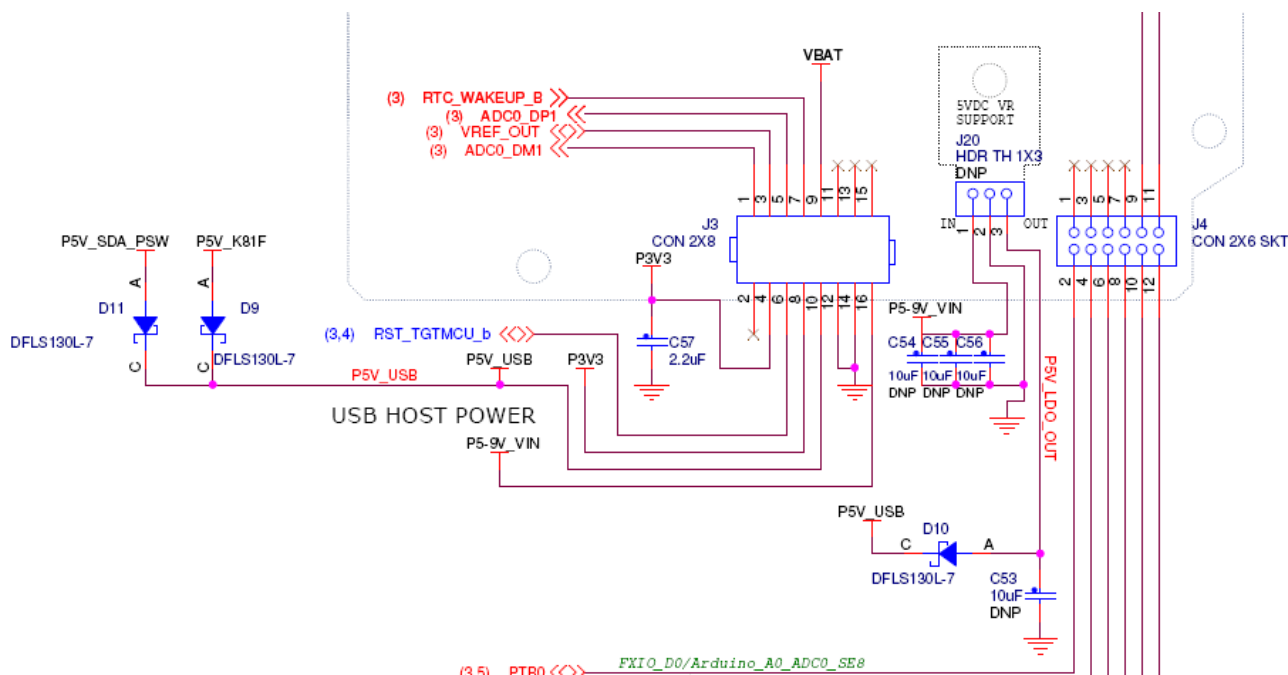 VBAT
(3) RTC_WAKEUP_B
(3) ADC0_DP1
(3) VREF_OUT
(3) ADC0_DM1
5VDC VR
SUPPORT
J20
HDR TH 1X3
DNP
1 3 5 7 9 11 13 15
1 3 5 7 9 11
J3
CON 2X8
IN OUT
1 2 3
J4
CON 2X6 SKT
P5V_SDA_PSW P5V_K81F
P3V3
2 4 6 8 10 12 14 16
2 4 6 8 10 12
A A
D11 D9
DFLS130L-7
DFLS130L-7
C C
(3,4) RST_TGTMCU_b
C57
2.2uF
P5-9V_VIN
C54 C55 C56
10uF 10uF 10uF
DNP DNP DNP
P5V_USB P5V_USB P3V3
P5V_LDO_OUT
USB HOST POWER
P5-9V_VIN
P5V_USB
D10
C A
DFLS130L-7
C53
10uF
DNP
FXIO_D0/Arduino_A0_ADC0_SE8
(3,5) PTB0